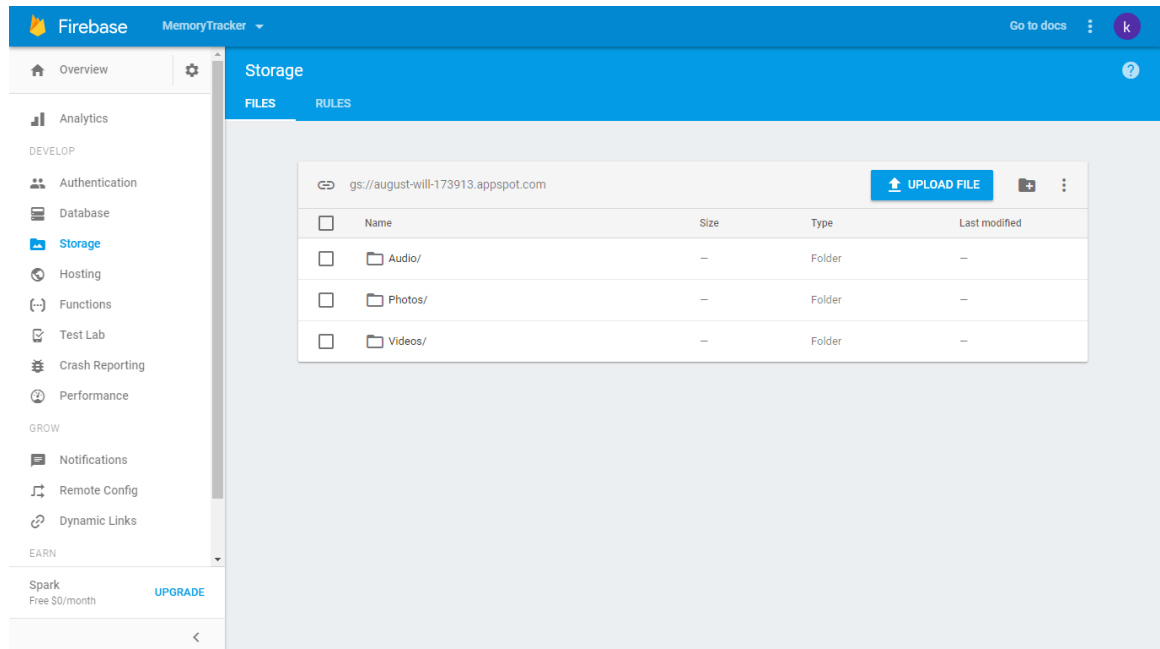 Firebase MemoryTracker Go to docs k
Overview
Analytics
DEVELOP
Authentication
Database
Storage
Hosting
Functions
Test Lab
Crash Reporting
Performance
GROW
Notifications
Remote Config
Dynamic Links
EARN
Spark
Free $0/month
UPGRADE
Storage
FILES RULES
gs://august-will-173913.appspot.com UPLOAD FILE
Name Size Type Last modified
Audio/ — Folder —
Photos/ — Folder —
Videos/ — Folder —